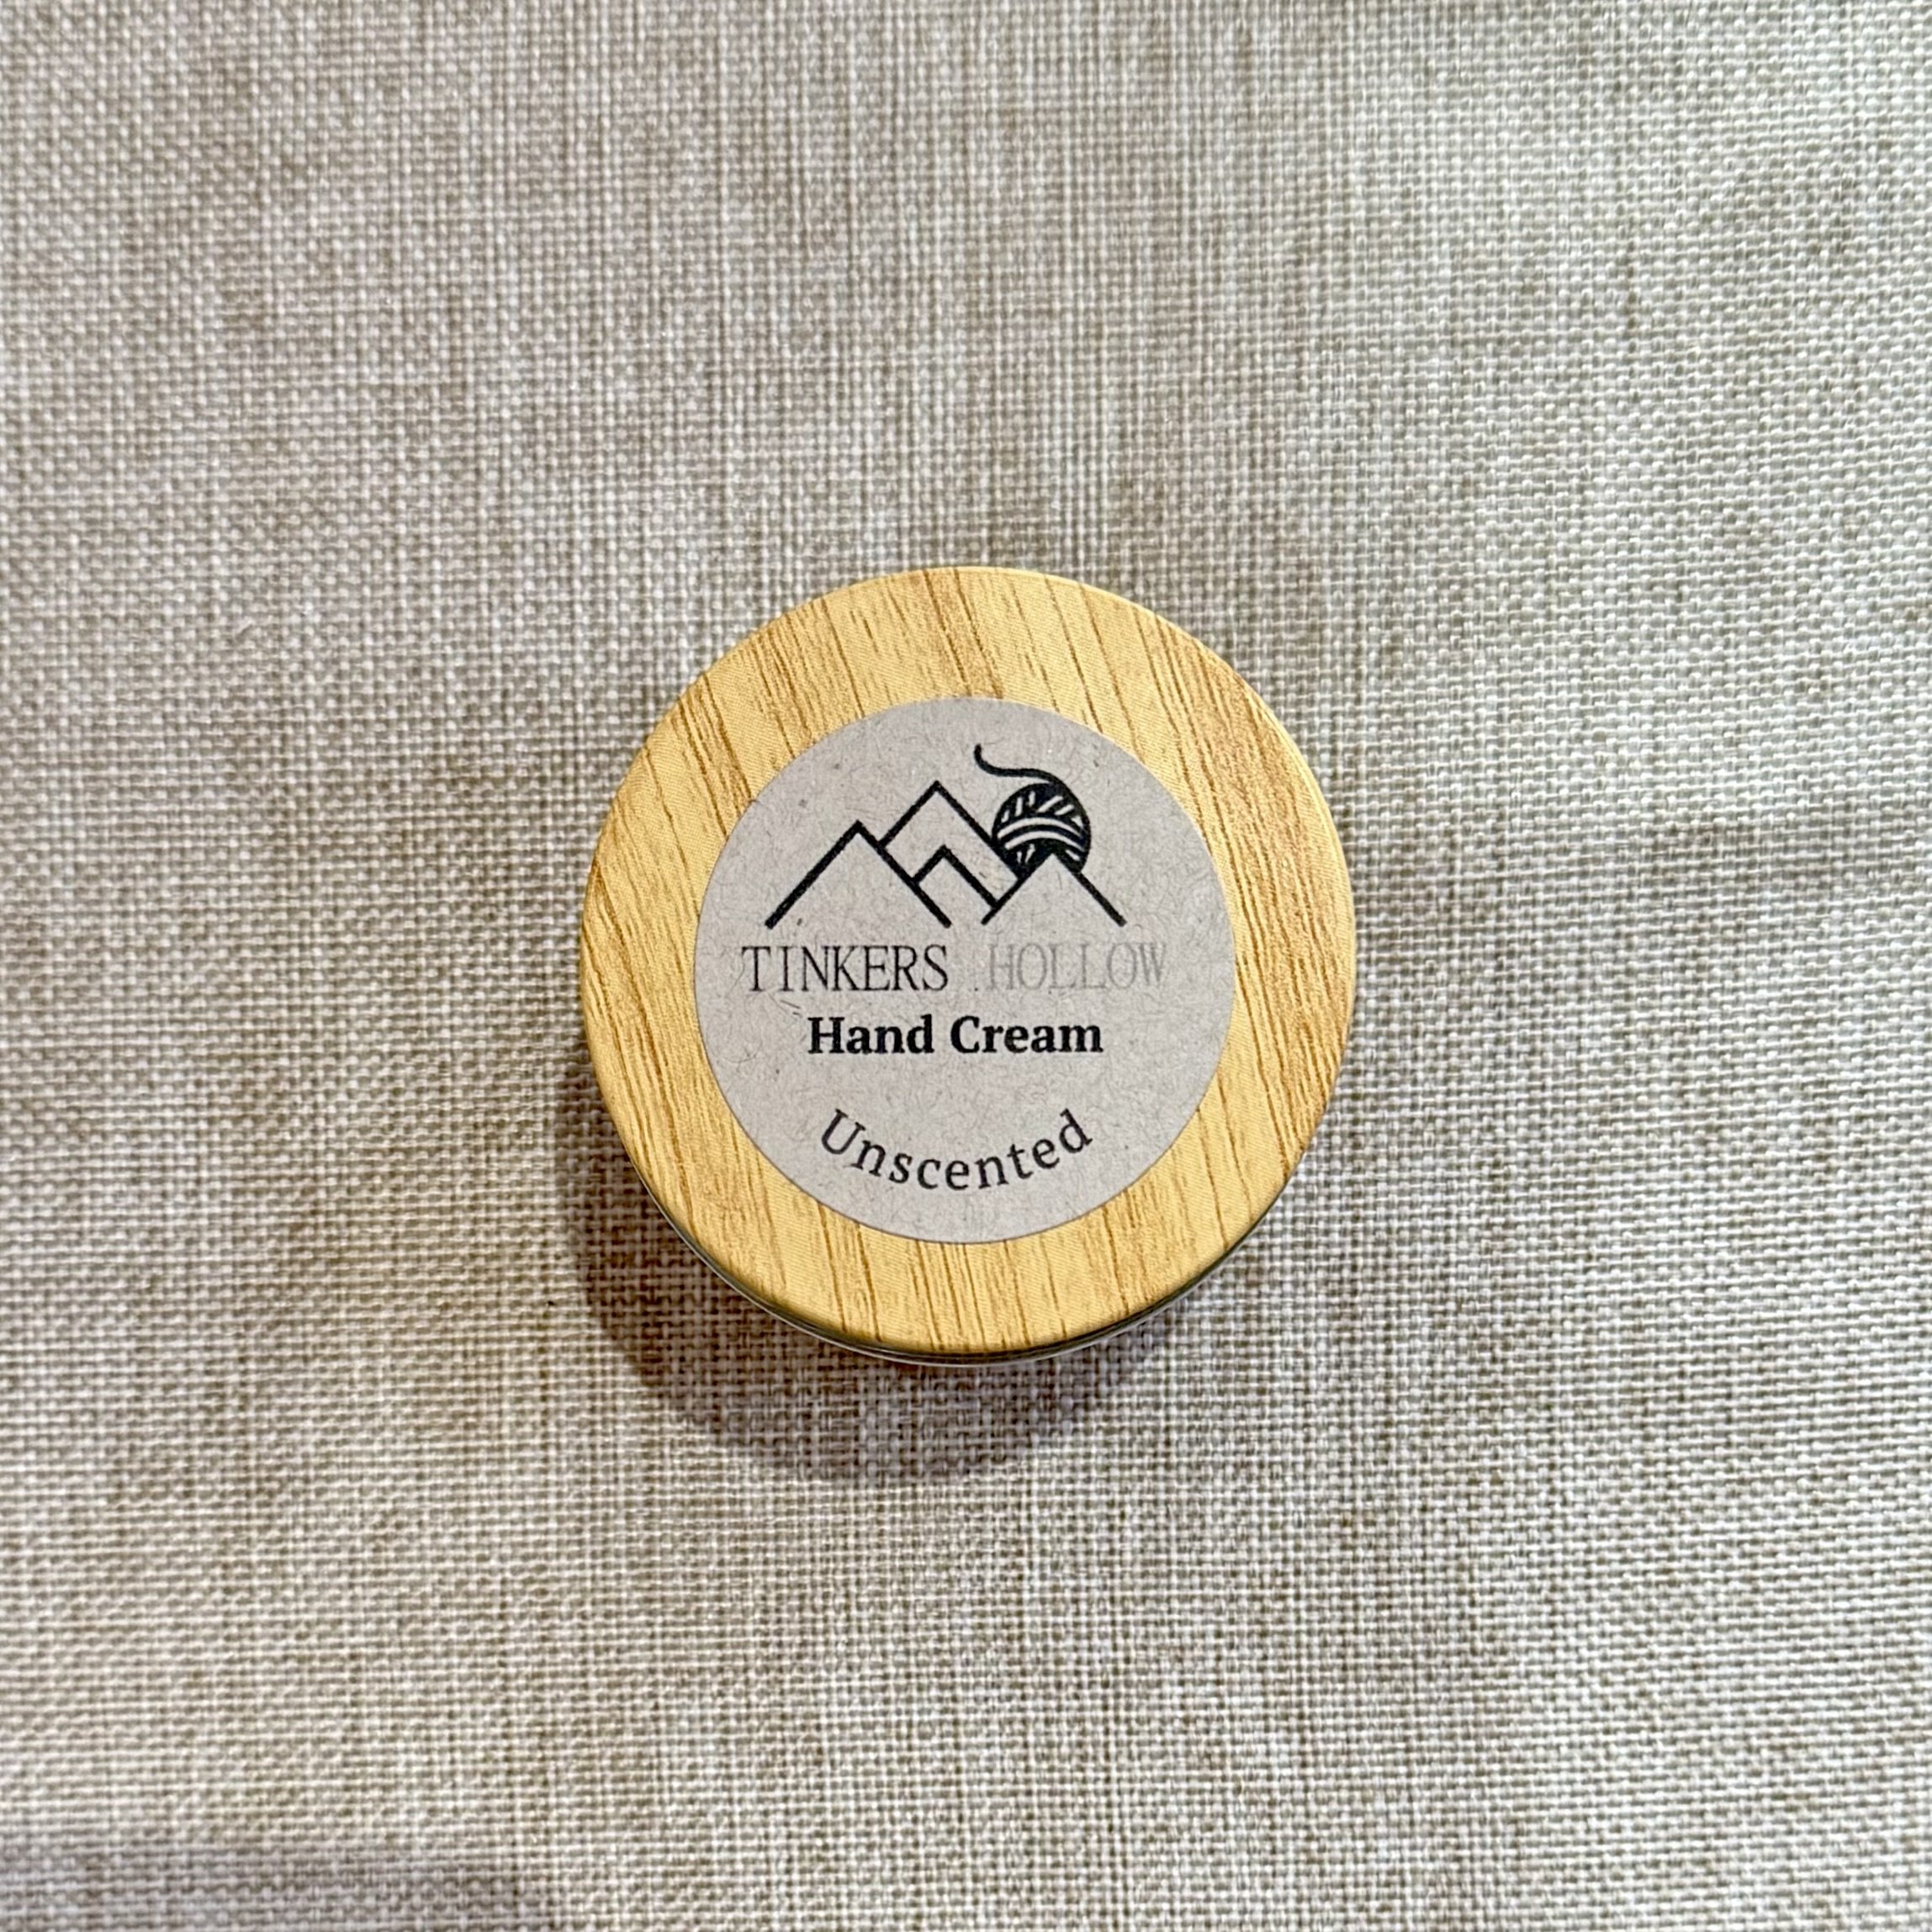 TINKERS HOLLOW
Hand Cream
Unscented